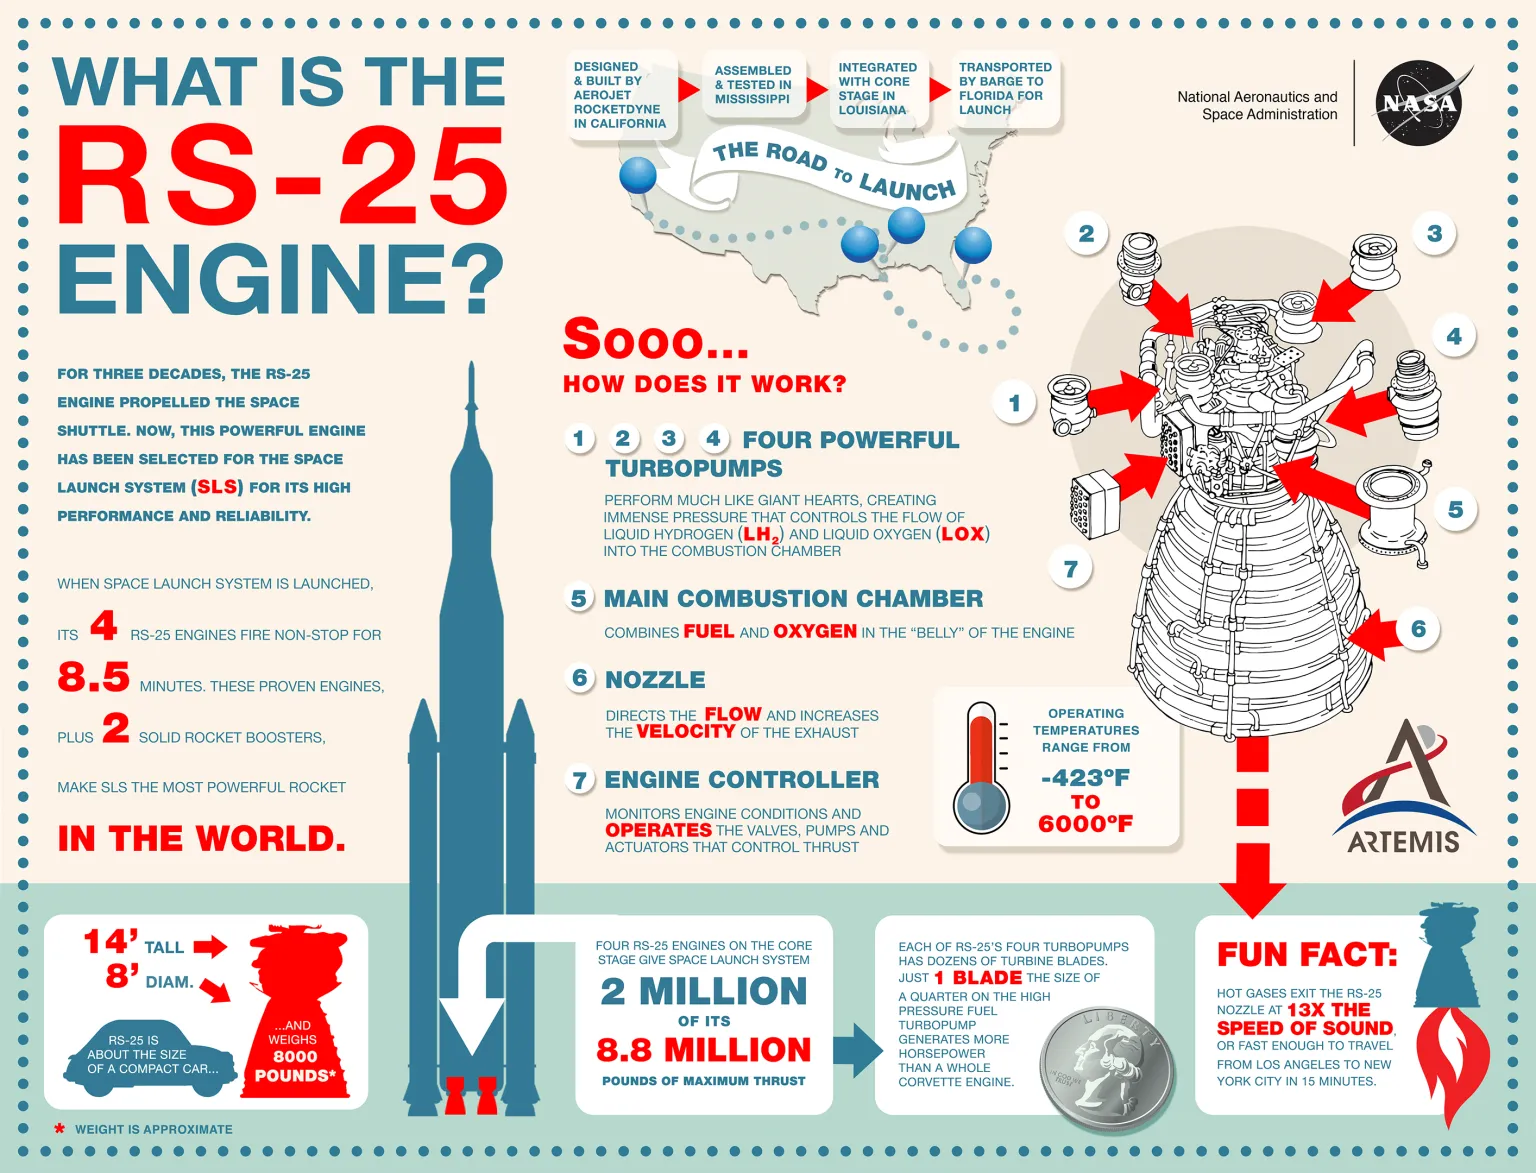 WHAT IS THE
RS-25
ENGINE?
FOR THREE DECADES, THE RS-25
ENGINE PROPELLED THE SPACE
SHUTTLE. NOW, THIS POWERFUL ENGINE
HAS BEEN SELECTED FOR THE SPACE
LAUNCH SYSTEM (SLS) FOR ITS HIGH
PERFORMANCE AND RELIABILITY.
WHEN SPACE LAUNCH SYSTEM IS LAUNCHED,
ITS 4 RS-25 ENGINES FIRE NON-STOP FOR
8.5 MINUTES. THESE PROVEN ENGINES,
PLUS 2 SOLID ROCKET BOOSTERS,
MAKE SLS THE MOST POWERFUL ROCKET
IN THE WORLD.
DESIGNED
& BUILT BY
AEROJET
ROCKETDYNE
IN CALIFORNIA
ASSEMBLED
& TESTED IN
MISSISSIPPI
INTEGRATED
WITH CORE
STAGE IN
LOUISIANA
TRANSPORTED
BY BARGE TO
FLORIDA FOR
LAUNCH
THE ROAD TO LAUNCH
National Aeronautics and
Space Administration
NASA
Sooo...
HOW DOES IT WORK?
1 2 3 4 FOUR POWERFUL
TURBOPUMPS
PERFORM MUCH LIKE GIANT HEARTS, CREATING
IMMENSE PRESSURE THAT CONTROLS THE FLOW OF
LIQUID HYDROGEN (LH2) AND LIQUID OXYGEN (LOX)
INTO THE COMBUSTION CHAMBER
5 MAIN COMBUSTION CHAMBER
COMBINES FUEL AND OXYGEN IN THE “BELLY” OF THE ENGINE
6 NOZZLE
DIRECTS THE FLOW AND INCREASES
THE VELOCITY OF THE EXHAUST
7 ENGINE CONTROLLER
MONITORS ENGINE CONDITIONS AND
OPERATES THE VALVES, PUMPS AND
ACTUATORS THAT CONTROL THRUST
2
3
1
4
5
7
6
OPERATING
TEMPERATURES
RANGE FROM
-423ºF
TO
6000ºF
ARTEMIS
14’ TALL
8’ DIAM.
RS-25 IS
ABOUT THE SIZE
OF A COMPACT CAR...
...AND
WEIGHS
8000
POUNDS*
* WEIGHT IS APPROXIMATE
FOUR RS-25 ENGINES ON THE CORE
STAGE GIVE SPACE LAUNCH SYSTEM
2 MILLION
OF ITS
8.8 MILLION
POUNDS OF MAXIMUM THRUST
EACH OF RS-25’S FOUR TURBOPUMPS
HAS DOZENS OF TURBINE BLADES.
JUST 1 BLADE THE SIZE OF
A QUARTER ON THE HIGH
PRESSURE FUEL
TURBOPUMP
GENERATES MORE
HORSEPOWER
THAN A WHOLE
CORVETTE ENGINE.
LIBERTY
IN GOD WE
TRUST
FUN FACT:
HOT GASES EXIT THE RS-25
NOZZLE AT 13X THE
SPEED OF SOUND,
OR FAST ENOUGH TO TRAVEL
FROM LOS ANGELES TO NEW
YORK CITY IN 15 MINUTES.